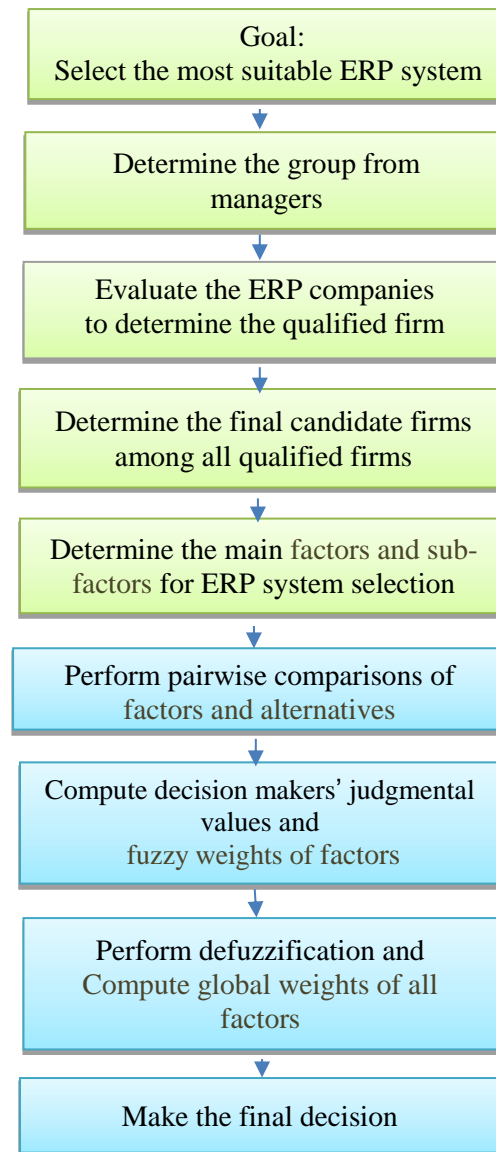 Goal:
Select the most suitable ERP system
Determine the group from
managers
Evaluate the ERP companies
to determine the qualified firm
Determine the final candidate firms
among all qualified firms
Determine the main factors and sub-
factors for ERP system selection
Perform pairwise comparisons of
factors and alternatives
Compute decision makers’ judgmental
values and
fuzzy weights of factors
Perform defuzzification and
Compute global weights of all
factors
Make the final decision